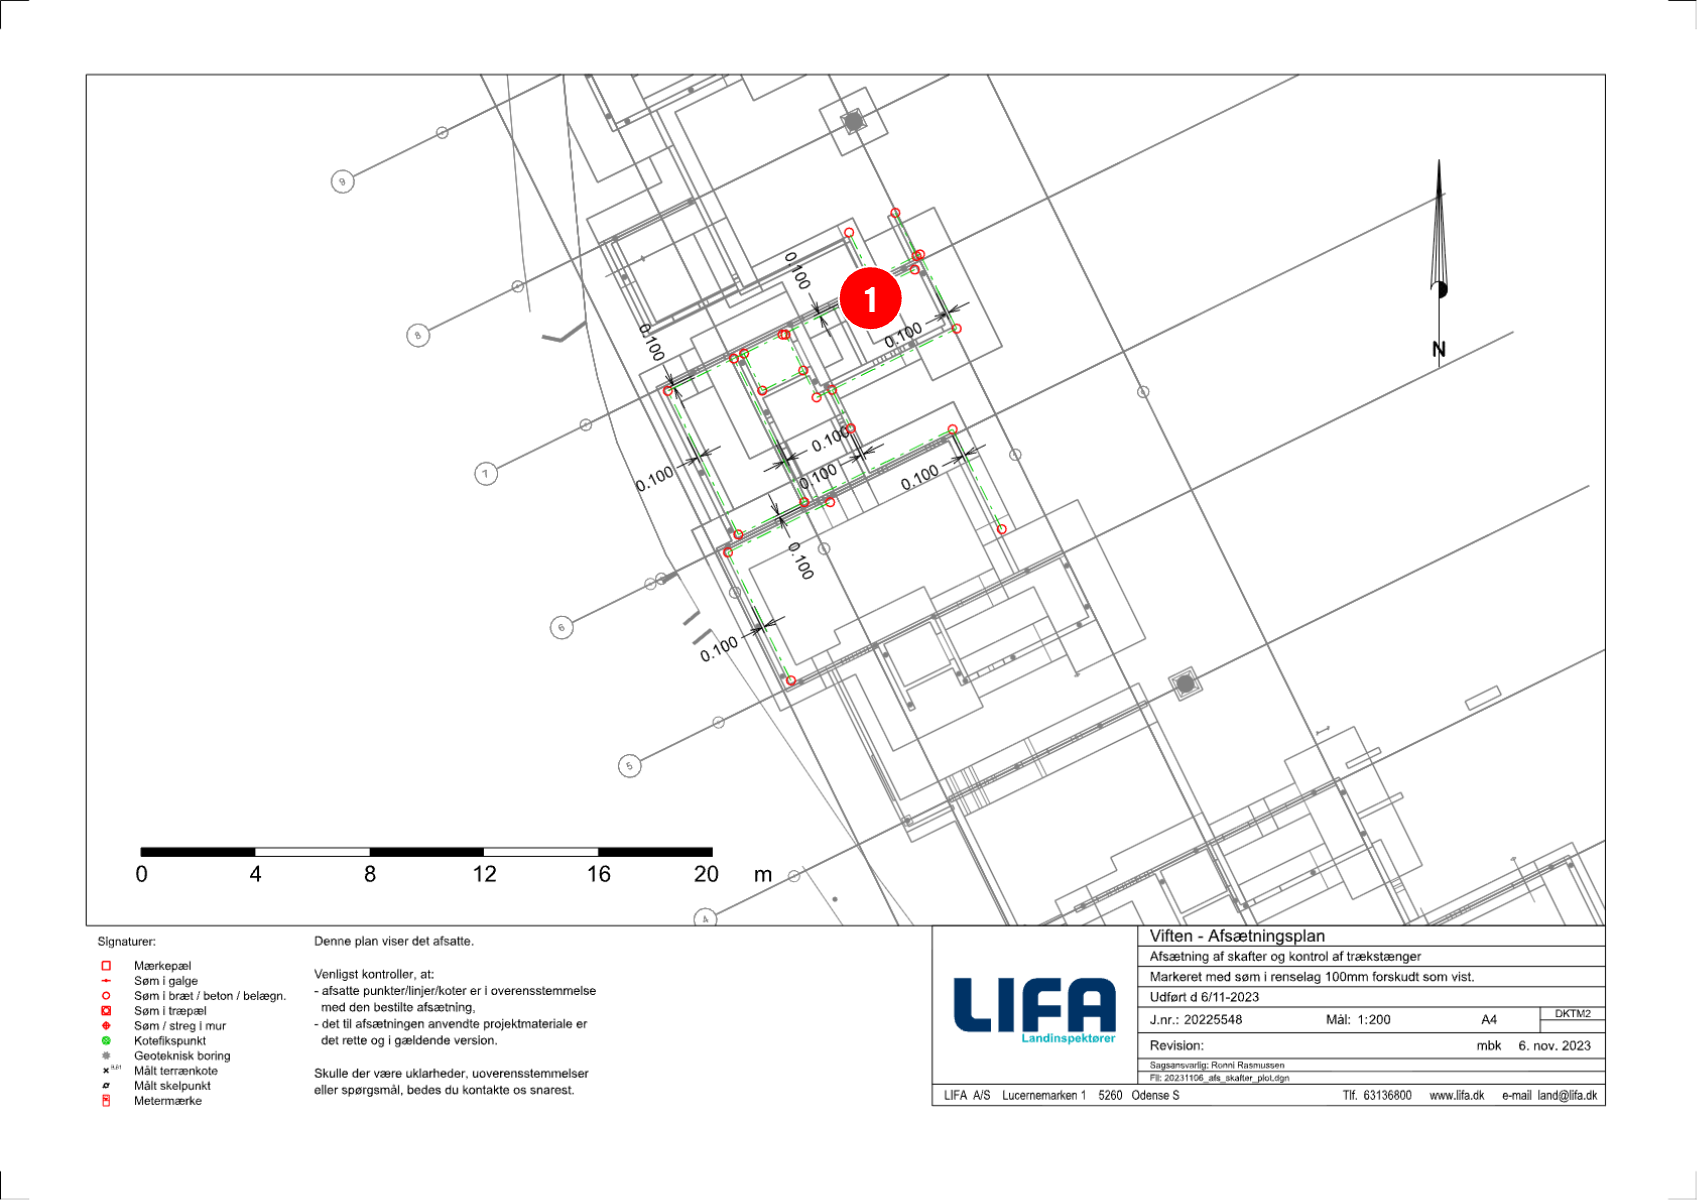 9
8
7
6
5
4
1
0.100
0.100
0.100
0.100
0.100
0.100
0.100
0.100
0.100
N
0 4 8 12 16 20 m
Signaturer:
Mærkepæl
Søm i galge
Søm i bræt / beton / belægn.
Søm i træpæl
Søm / streg i mur
Kotefikspunkt
Geoteknisk boring
Målt terrænkote
Målt skelpunkt
Metermærke
Denne plan viser det afsatte.
Venligst kontroller, at:
- afsatte punkter/linjer/koter er i overensstemmelse
med den bestilte afsætning,
- det til afsætningen anvendte projektmateriale er
det rette og i gældende version.
Skulle der være uklarheder, uoverensstemmelser
eller spørgsmål, bedes du kontakte os snarest.
LIFA
Landinspektører
Viften - Afsætningsplan
Afsætning af skafter og kontrol af trækstænger
Markeret med søm i renselag 100mm forskudt som vist.
Udført d 6/11-2023
J.nr.: 20225548 Mål: 1:200 A4 DKTM2
Revision: mbk 6. nov. 2023
Sagsansvarlig: Ronni Rasmussen
Fil: 20231106_afs_skafter_plot.dgn
LIFA A/S Lucernemarken 1 5260 Odense S Tlf. 63136800 www.lifa.dk e-mail land@lifa.dk